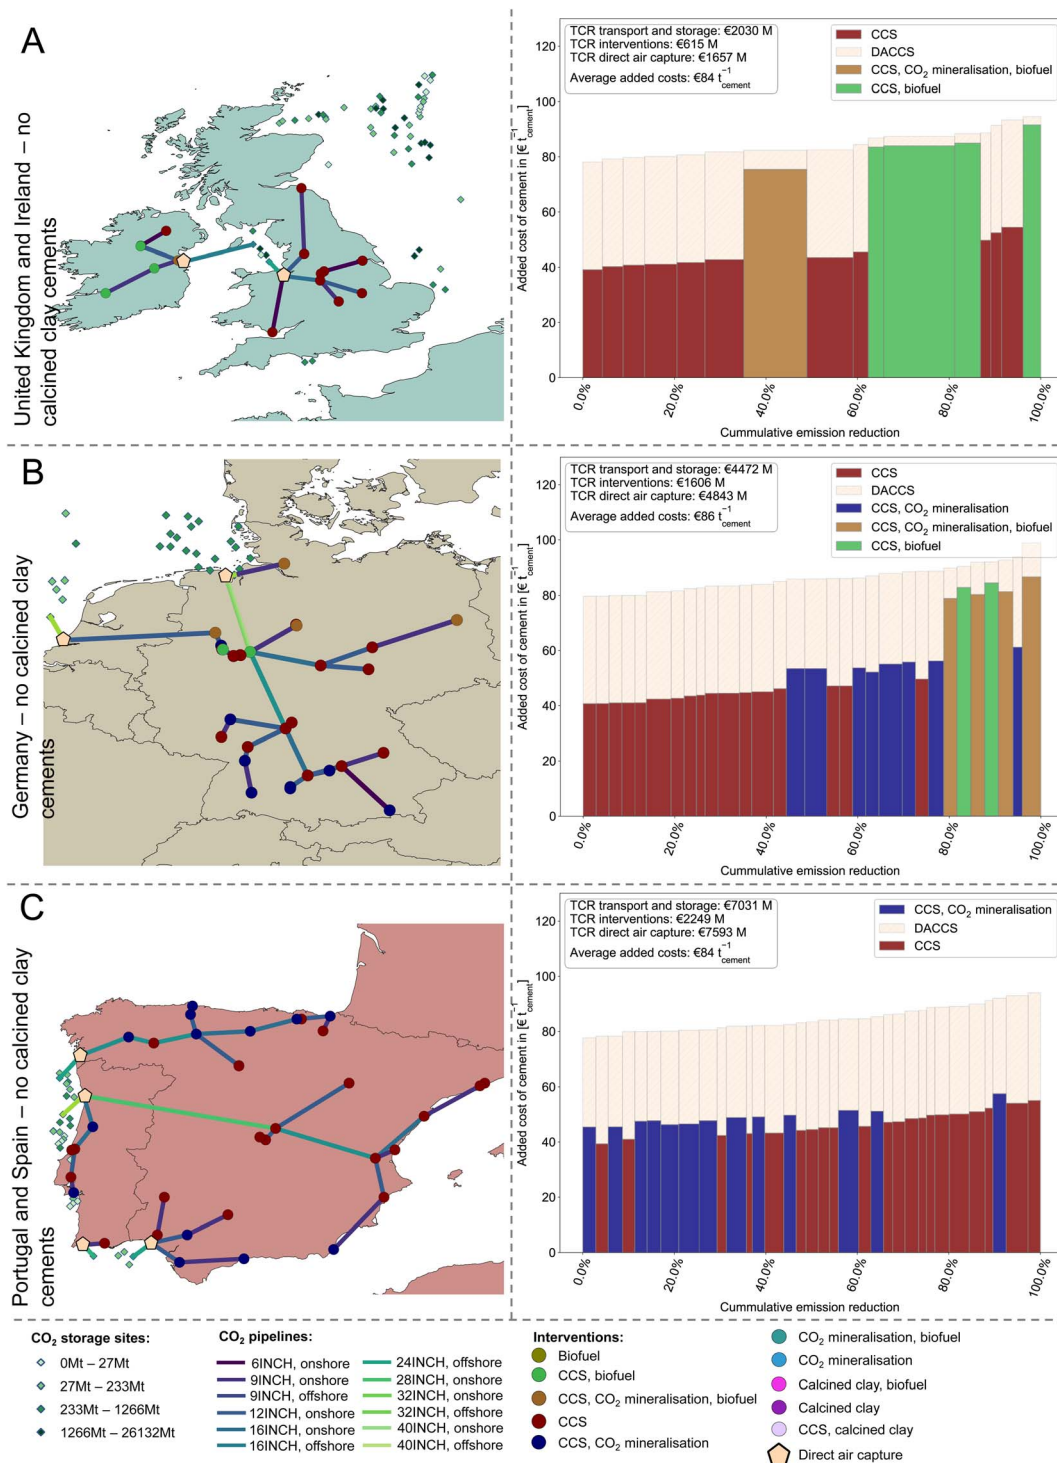 A
United Kingdom and Ireland – no
calcined clay cements
TCR transport and storage: €2030 M
TCR interventions: €615 M
TCR direct air capture: €1657 M
Average added costs: €84 t⁻¹cement
CCS
DACCS
CCS, CO₂ mineralisation, biofuel
CCS, biofuel
Added cost of cement in [€ t⁻¹cement]
120
100
80
60
40
20
0
0.0%
20.0%
40.0%
60.0%
80.0%
100.0%
Cummulative emission reduction
B
Germany – no calcined clay
cements
TCR transport and storage: €4472 M
TCR interventions: €1606 M
TCR direct air capture: €4843 M
Average added costs: €86 t⁻¹cement
CCS
DACCS
CCS, CO₂ mineralisation
CCS, CO₂ mineralisation, biofuel
CCS, biofuel
Added cost of cement in [€ t⁻¹cement]
120
100
80
60
40
20
0
0.0%
20.0%
40.0%
60.0%
80.0%
100.0%
Cummulative emission reduction
C
Portugal and Spain – no calcined clay
cements
TCR transport and storage: €7031 M
TCR interventions: €2249 M
TCR direct air capture: €7593 M
Average added costs: €84 t⁻¹cement
CCS, CO₂ mineralisation
DACCS
CCS
Added cost of cement in [€ t⁻¹cement]
120
100
80
60
40
20
0
0.0%
20.0%
40.0%
60.0%
80.0%
100.0%
Cummulative emission reduction
CO₂ storage sites:
0Mt – 27Mt
27Mt – 233Mt
233Mt – 1266Mt
1266Mt – 26132Mt
CO₂ pipelines:
6INCH, onshore
9INCH, onshore
9INCH, offshore
12INCH, onshore
16INCH, onshore
16INCH, offshore
24INCH, offshore
28INCH, onshore
32INCH, onshore
32INCH, offshore
40INCH, onshore
40INCH, offshore
Interventions:
Biofuel
CCS, biofuel
CCS, CO₂ mineralisation, biofuel
CCS
CCS, CO₂ mineralisation
CO₂ mineralisation, biofuel
CO₂ mineralisation
Calcined clay, biofuel
Calcined clay
CCS, calcined clay
Direct air capture